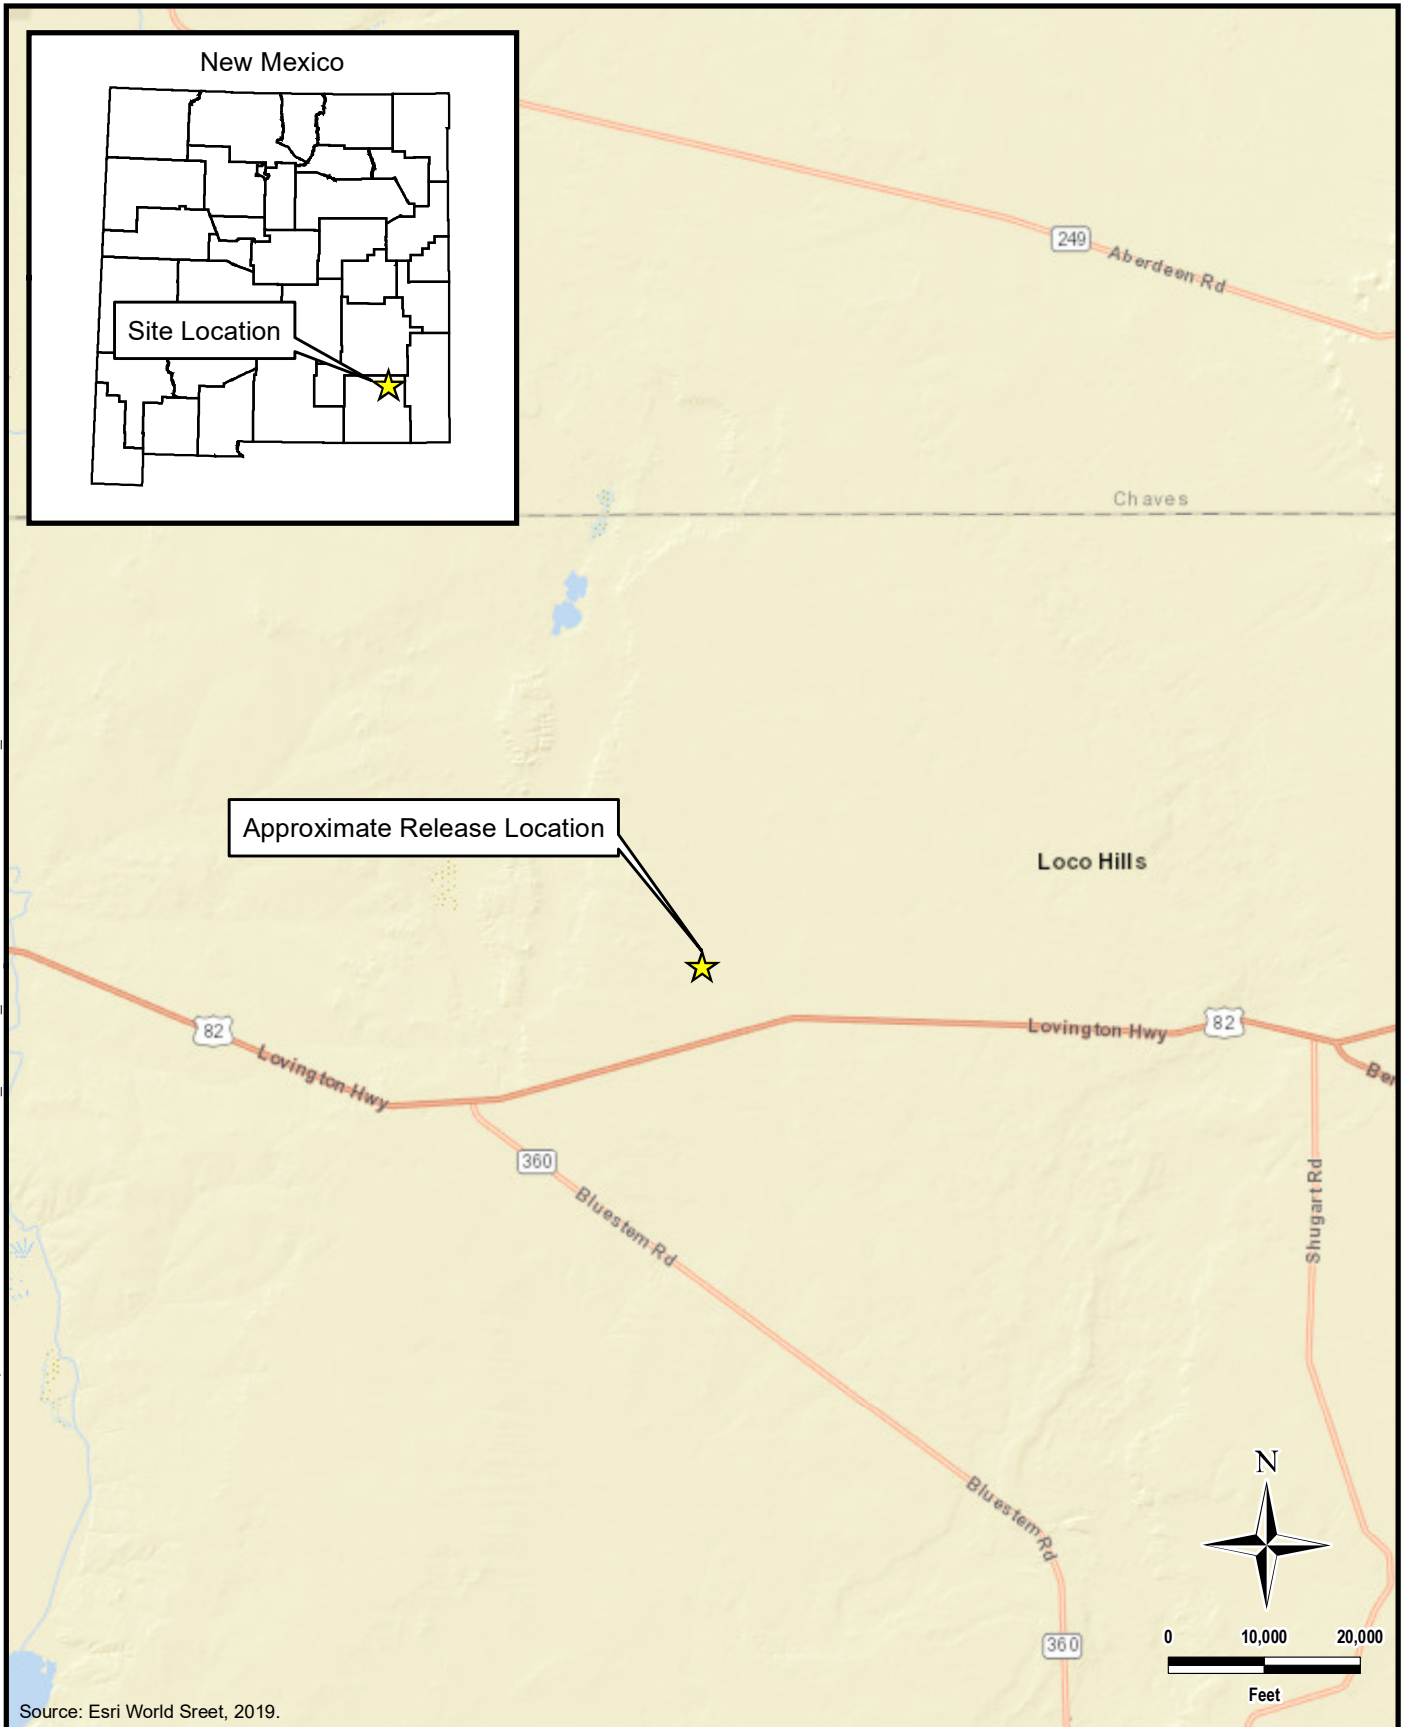 New Mexico
Site Location
249
Aberdeen Rd
Chaves
Approximate Release Location
Loco Hills
82
Lovington Hwy
Lovington Hwy
82
360
Bluestem Rd
Shugart Rd
Bluestem Rd
360
N
0 10,000 20,000
Feet
Source: Esri World Sreet, 2019.